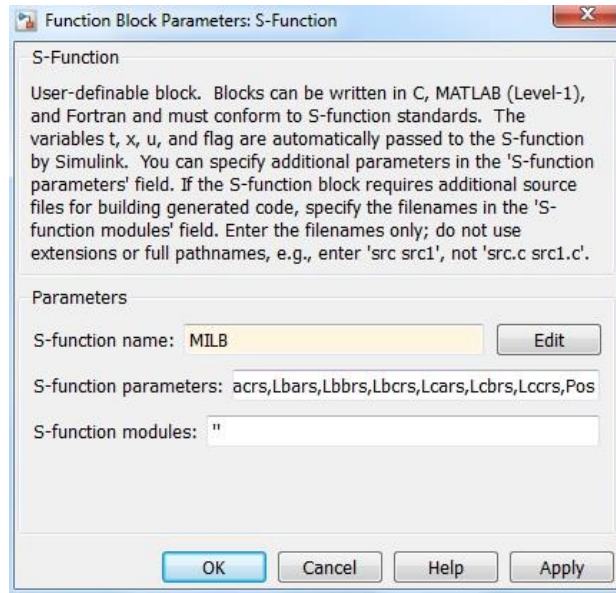 Function Block Parameters: S-Function
S-Function
User-definable block.  Blocks can be written in C, MATLAB (Level-1),
and Fortran and must conform to S-function standards.  The
variables t, x, u, and flag are automatically passed to the S-function
by Simulink.  You can specify additional parameters in the 'S-function
parameters' field. If the S-function block requires additional source
files for building generated code, specify the filenames in the 'S-
function modules' field. Enter the filenames only; do not use
extensions or full pathnames, e.g., enter 'src src1', not 'src.c src1.c'.
Parameters
S-function name: MILB Edit
S-function parameters: acrs,Lbars,Lbbrs,Lbcrs,Lcars,Lcbrs,Lccrs,Pos
S-function modules: ''
OK Cancel Help Apply